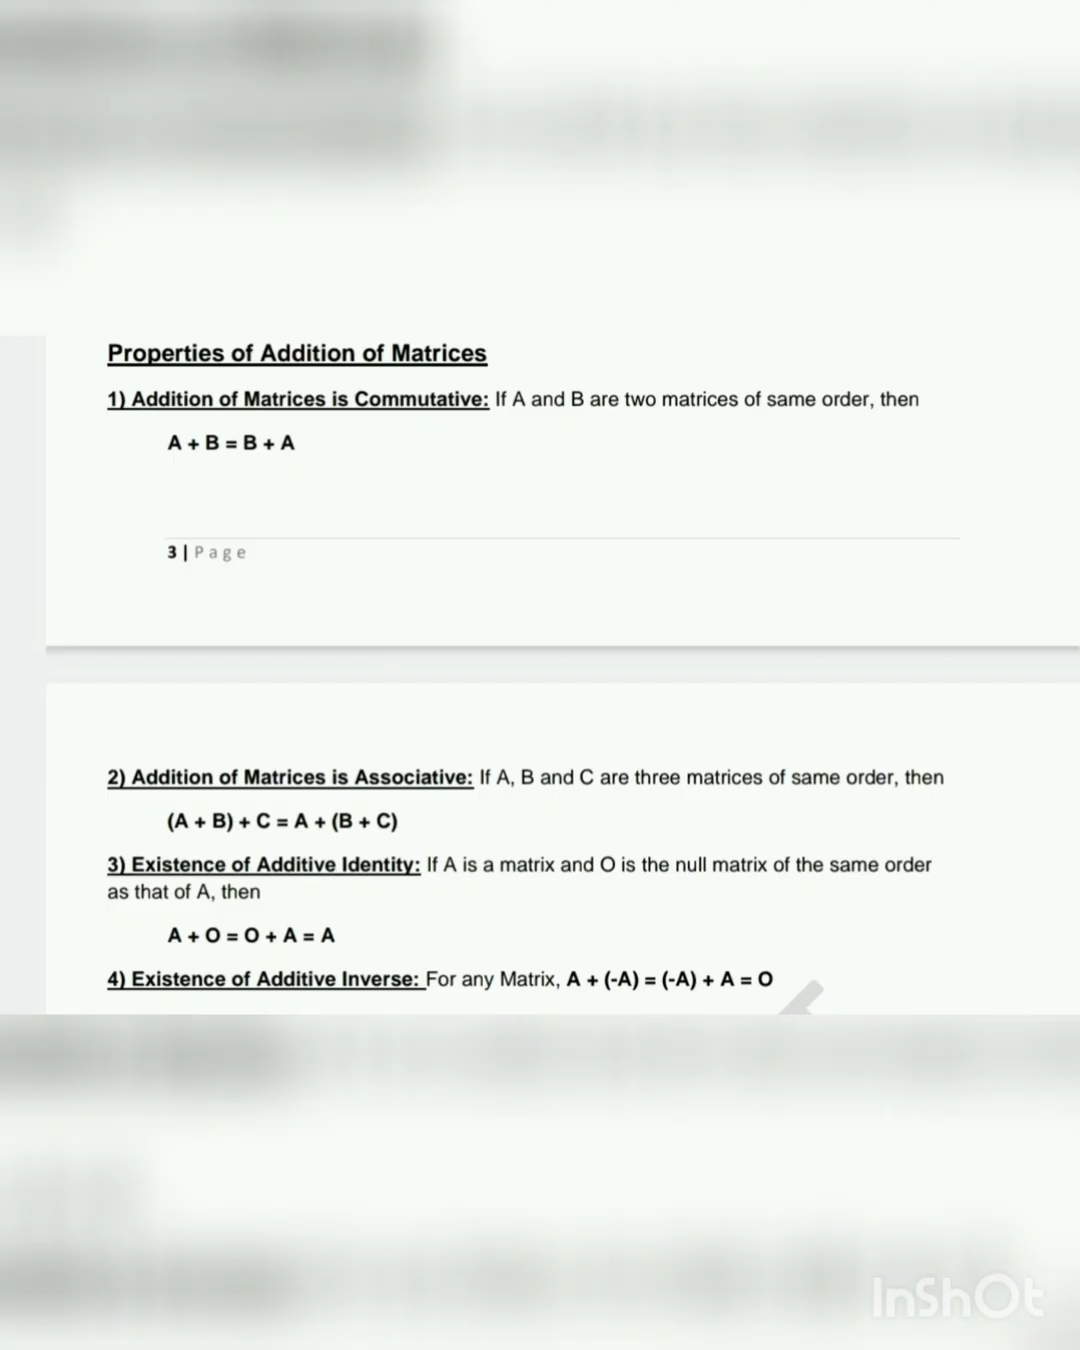 Properties of Addition of Matrices
1) Addition of Matrices is Commutative: If A and B are two matrices of same order, then
A + B = B + A
3 | Page
2) Addition of Matrices is Associative: If A, B and C are three matrices of same order, then
(A + B) + C = A + (B + C)
3) Existence of Additive Identity: If A is a matrix and O is the null matrix of the same order
as that of A, then
A + O = O + A = A
4) Existence of Additive Inverse: For any Matrix, A + (-A) = (-A) + A = O
InShOt